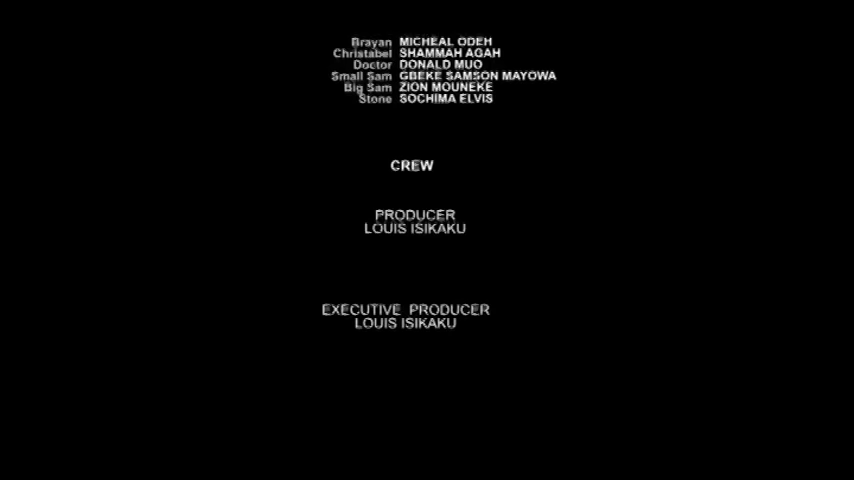 Brayan MICHEAL ODEH
Christabel SHAMMAH AGAH
Doctor DONALD MUO
Small Sam GBEKE SAMSON MAYOWA
Big Sam ZION MOUNEKE
Stone SOCHIMA ELVIS
CREW
PRODUCER
LOUIS ISIKAKU
EXECUTIVE PRODUCER
LOUIS ISIKAKU